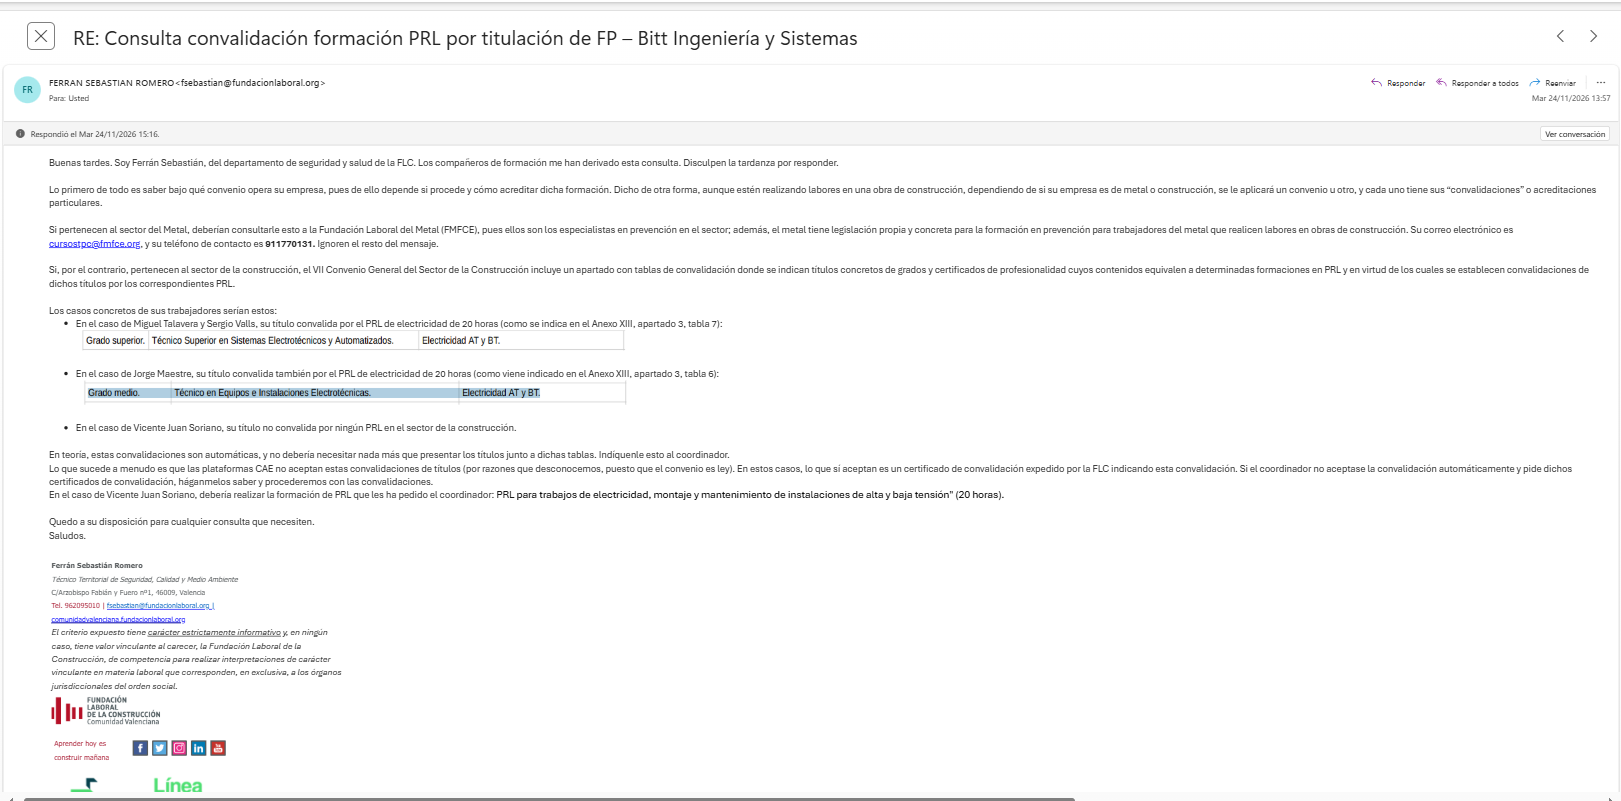 RE: Consulta convalidación formación PRL por titulación de FP – Bitt Ingeniería y Sistemas
FR
FERRAN SEBASTIAN ROMERO<fsebastian@fundacionlaboral.org>
Para: Usted
Responder
Responder a todos
Reenviar
Mar 24/11/2026 13:57
Respondió el Mar 24/11/2026 15:16.
Ver conversación
Buenas tardes. Soy Ferrán Sebastián, del departamento de seguridad y salud de la FLC. Los compañeros de formación me han derivado esta consulta. Disculpen la tardanza por responder.
Lo primero de todo es saber bajo qué convenio opera su empresa, pues de ello depende si procede y cómo acreditar dicha formación. Dicho de otra forma, aunque estén realizando labores en una obra de construcción, dependiendo de si su empresa es de metal o construcción, se le aplicará un convenio u otro, y cada uno tiene sus “convalidaciones” o acreditaciones
particulares.
Si pertenecen al sector del Metal, deberían consultarle esto a la Fundación Laboral del Metal (FMFCE), pues ellos son los especialistas en prevención en el sector; además, el metal tiene legislación propia y concreta para la formación en prevención para trabajadores del metal que realicen labores en obras de construcción. Su correo electrónico es
cursostpc@fmfce.org, y su teléfono de contacto es 911770131. Ignoren el resto del mensaje.
Si, por el contrario, pertenecen al sector de la construcción, el VII Convenio General del Sector de la Construcción incluye un apartado con tablas de convalidación donde se indican títulos concretos de grados y certificados de profesionalidad cuyos contenidos equivalen a determinadas formaciones en PRL y en virtud de los cuales se establecen convalidaciones de
dichos títulos por los correspondientes PRL.
Los casos concretos de sus trabajadores serían estos:
• En el caso de Miguel Talavera y Sergio Valls, su título convalida por el PRL de electricidad de 20 horas (como se indica en el Anexo XIII, apartado 3, tabla 7):
Grado superior. Técnico Superior en Sistemas Electrotécnicos y Automatizados. Electricidad AT y BT.
• En el caso de Jorge Maestre, su título convalida también por el PRL de electricidad de 20 horas (como viene indicado en el Anexo XIII, apartado 3, tabla 6):
Grado medio. Técnico en Equipos e Instalaciones Electrotécnicas. Electricidad AT y BT.
• En el caso de Vicente Juan Soriano, su título no convalida por ningún PRL en el sector de la construcción.
En teoría, estas convalidaciones son automáticas, y no debería necesitar nada más que presentar los títulos junto a dichas tablas. Indíquenle esto al coordinador.
Lo que sucede a menudo es que las plataformas CAE no aceptan estas convalidaciones de títulos (por razones que desconocemos, puesto que el convenio es ley). En estos casos, lo que sí aceptan es un certificado de convalidación expedido por la FLC indicando esta convalidación. Si el coordinador no aceptase la convalidación automáticamente y pide dichos
certificados de convalidación, háganmelos saber y procederemos con las convalidaciones.
En el caso de Vicente Juan Soriano, debería realizar la formación de PRL que les ha pedido el coordinador: PRL para trabajos de electricidad, montaje y mantenimiento de instalaciones de alta y baja tensión" (20 horas).
Quedo a su disposición para cualquier consulta que necesiten.
Saludos.
Ferrán Sebastián Romero
Técnico Territorial de Seguridad, Calidad y Medio Ambiente
C/Arzobispo Fabián y Fuero nº1, 46009, Valencia
Tel. 962095010 | fsebastian@fundacionlaboral.org |
comunidadvalenciana.fundacionlaboral.org
El criterio expuesto tiene carácter estrictamente informativo y, en ningún
caso, tiene valor vinculante al carecer, la Fundación Laboral de la
Construcción, de competencia para realizar interpretaciones de carácter
vinculante en materia laboral que corresponden, en exclusiva, a los órganos
jurisdiccionales del orden social.
FUNDACIÓN
LABORAL
DE LA CONSTRUCCIÓN
Comunidad Valenciana
Aprender hoy es
construir mañana
Línea